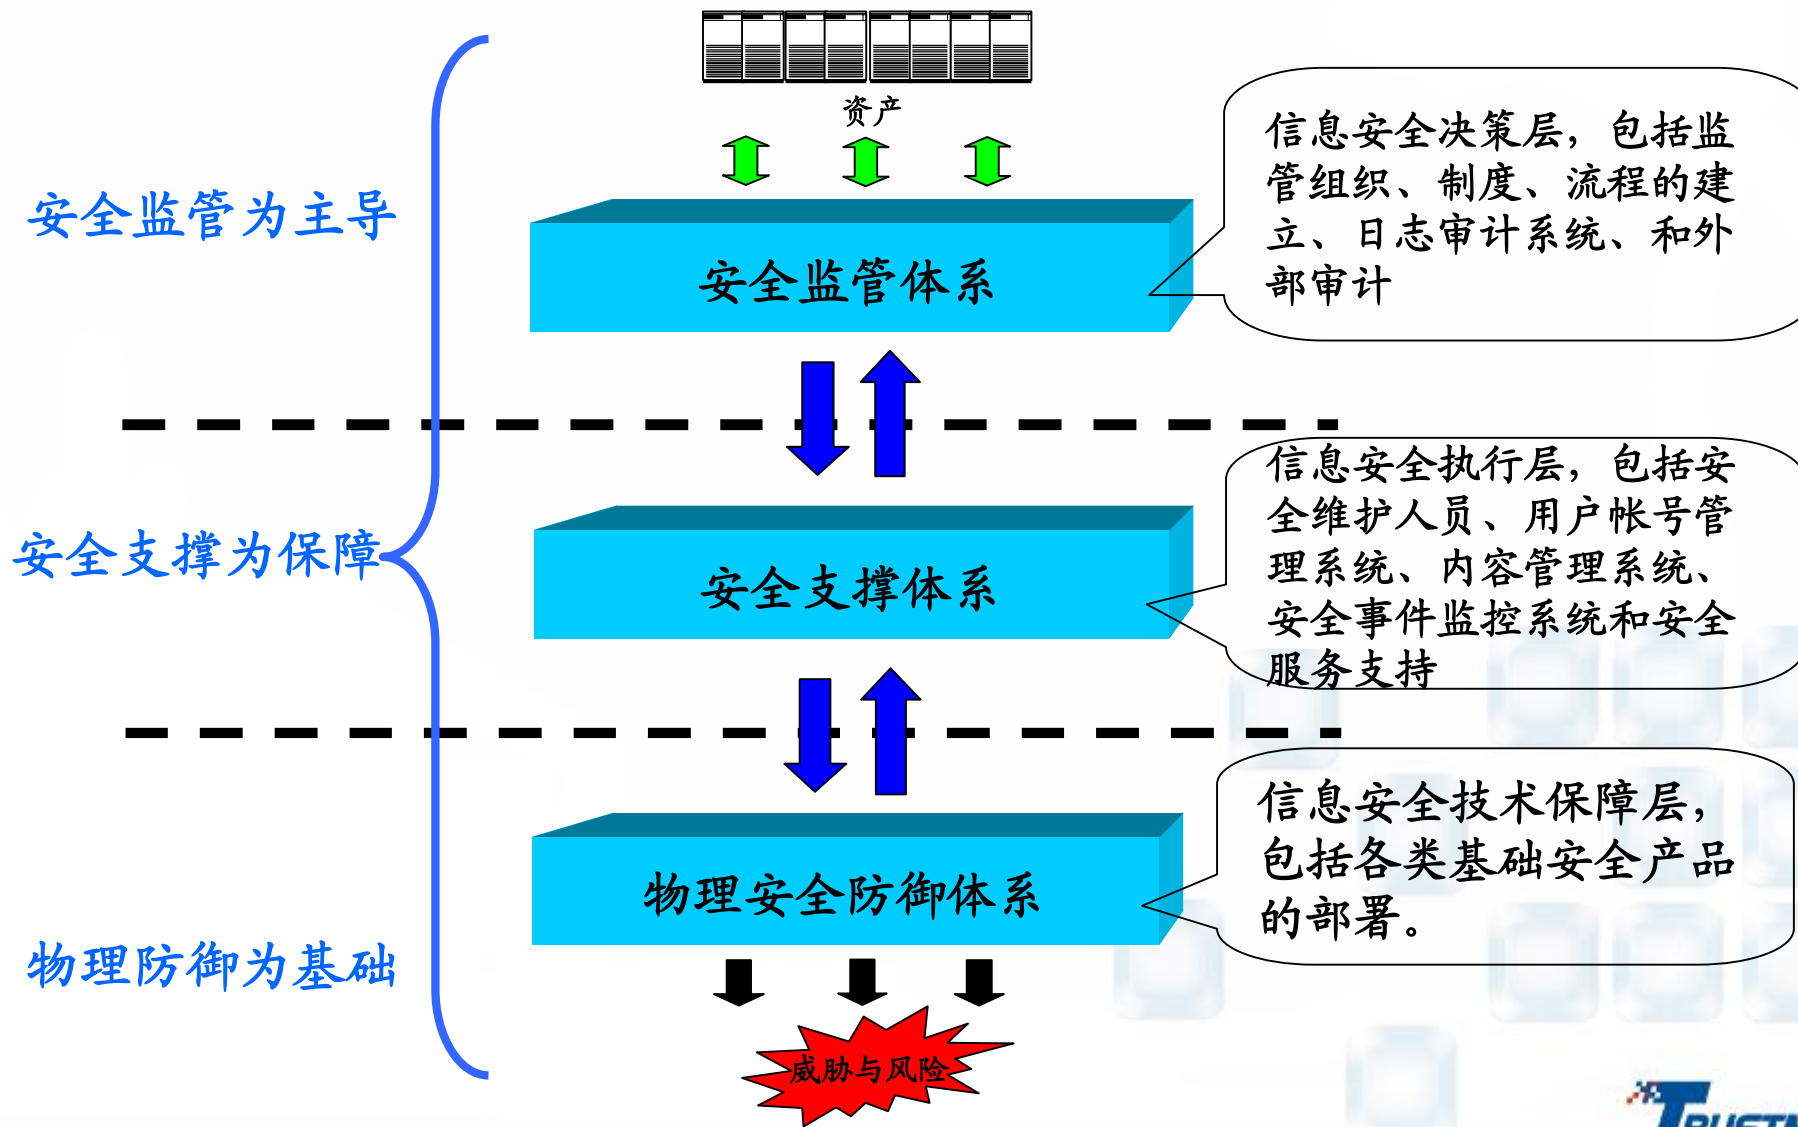 资产
安全监管为主导
安全监管体系
信息安全决策层，包括监
管组织、制度、流程的建
立、日志审计系统、和外
部审计
安全支撑为保障
安全支撑体系
信息安全执行层，包括安
全维护人员、用户帐号管
理系统、内容管理系统、
安全事件监控系统和安全
服务支持
物理防御为基础
物理安全防御体系
信息安全技术保障层，
包括各类基础安全产品
的部署。
威胁与风险